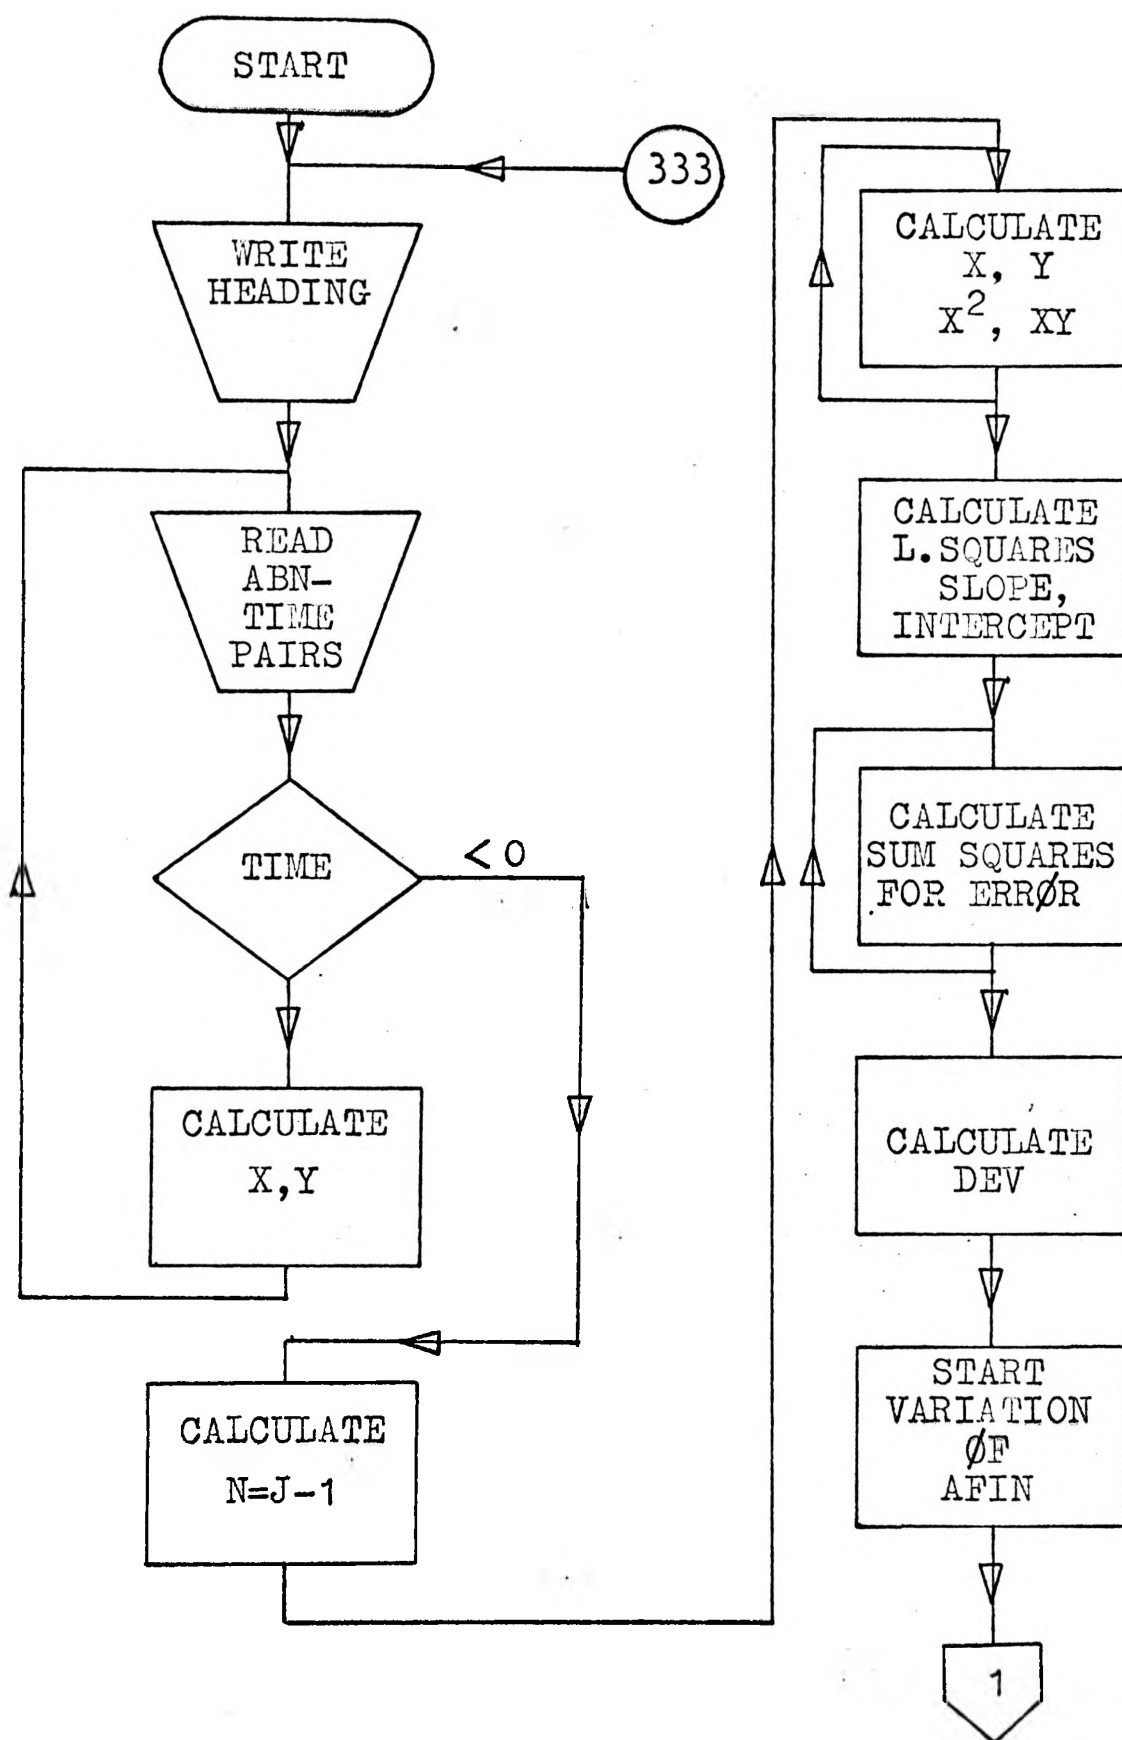 START
333
WRITE
HEADING
READ
ABN-
TIME
PAIRS
TIME
< 0
CALCULATE
X,Y
CALCULATE
N=J-1
CALCULATE
X, Y
X², XY
CALCULATE
L.SQUARES
SLOPE,
INTERCEPT
CALCULATE
SUM SQUARES
FOR ERRØR
CALCULATE
DEV
START
VARIATION
ØF
AFIN
1